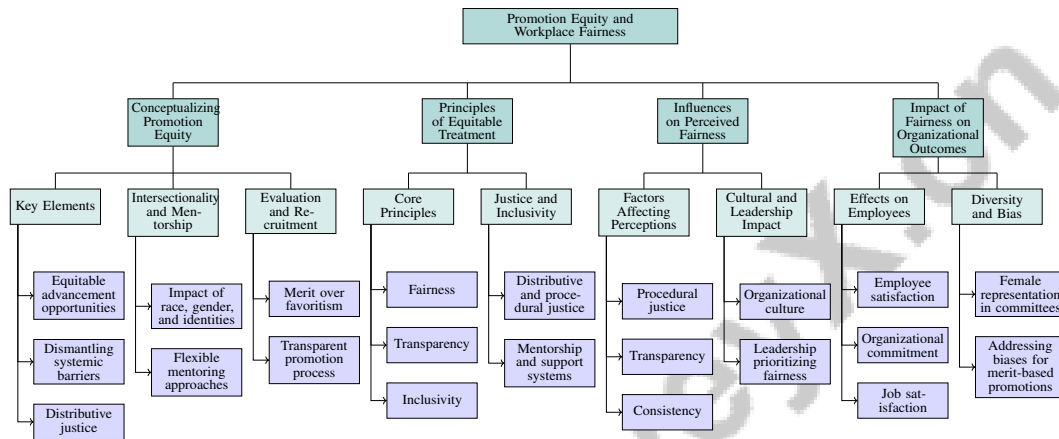 Promotion Equity and
Workplace Fairness
Conceptualizing
Promotion
Equity
Principles
of Equitable
Treatment
Influences
on Perceived
Fairness
Impact of
Fairness on
Organizational
Outcomes
Key Elements
Intersectionality
and Men-
torship
Evaluation
and Re-
cruitment
Core
Principles
Justice and
Inclusivity
Factors
Affecting
Perceptions
Cultural and
Leadership
Impact
Effects on
Employees
Diversity
and Bias
Equitable
advancement
opportunities
Dismantling
systemic
barriers
Distributive
justice
Impact of
race, gender,
and identities
Flexible
mentoring
approaches
Merit over
favoritism
Transparent
promotion
process
Fairness
Transparency
Inclusivity
Distributive
and proce-
dural justice
Mentorship
and support
systems
Procedural
justice
Transparency
Consistency
Organizational
culture
Leadership
prioritizing
fairness
Employee
satisfaction
Organizational
commitment
Job sat-
isfaction
Female
representation
in committees
Addressing
biases for
merit-based
promotions